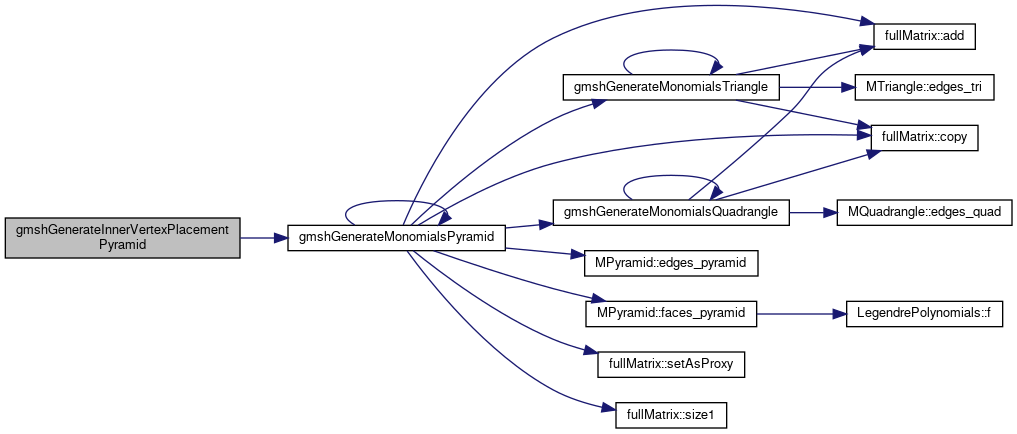 gmshGenerateInnerVertexPlacement
Pyramid
gmshGenerateMonomialsPyramid
gmshGenerateMonomialsTriangle
gmshGenerateMonomialsQuadrangle
MPyramid::edges_pyramid
MPyramid::faces_pyramid
fullMatrix::setAsProxy
fullMatrix::size1
fullMatrix::add
MTriangle::edges_tri
fullMatrix::copy
MQuadrangle::edges_quad
LegendrePolynomials::f